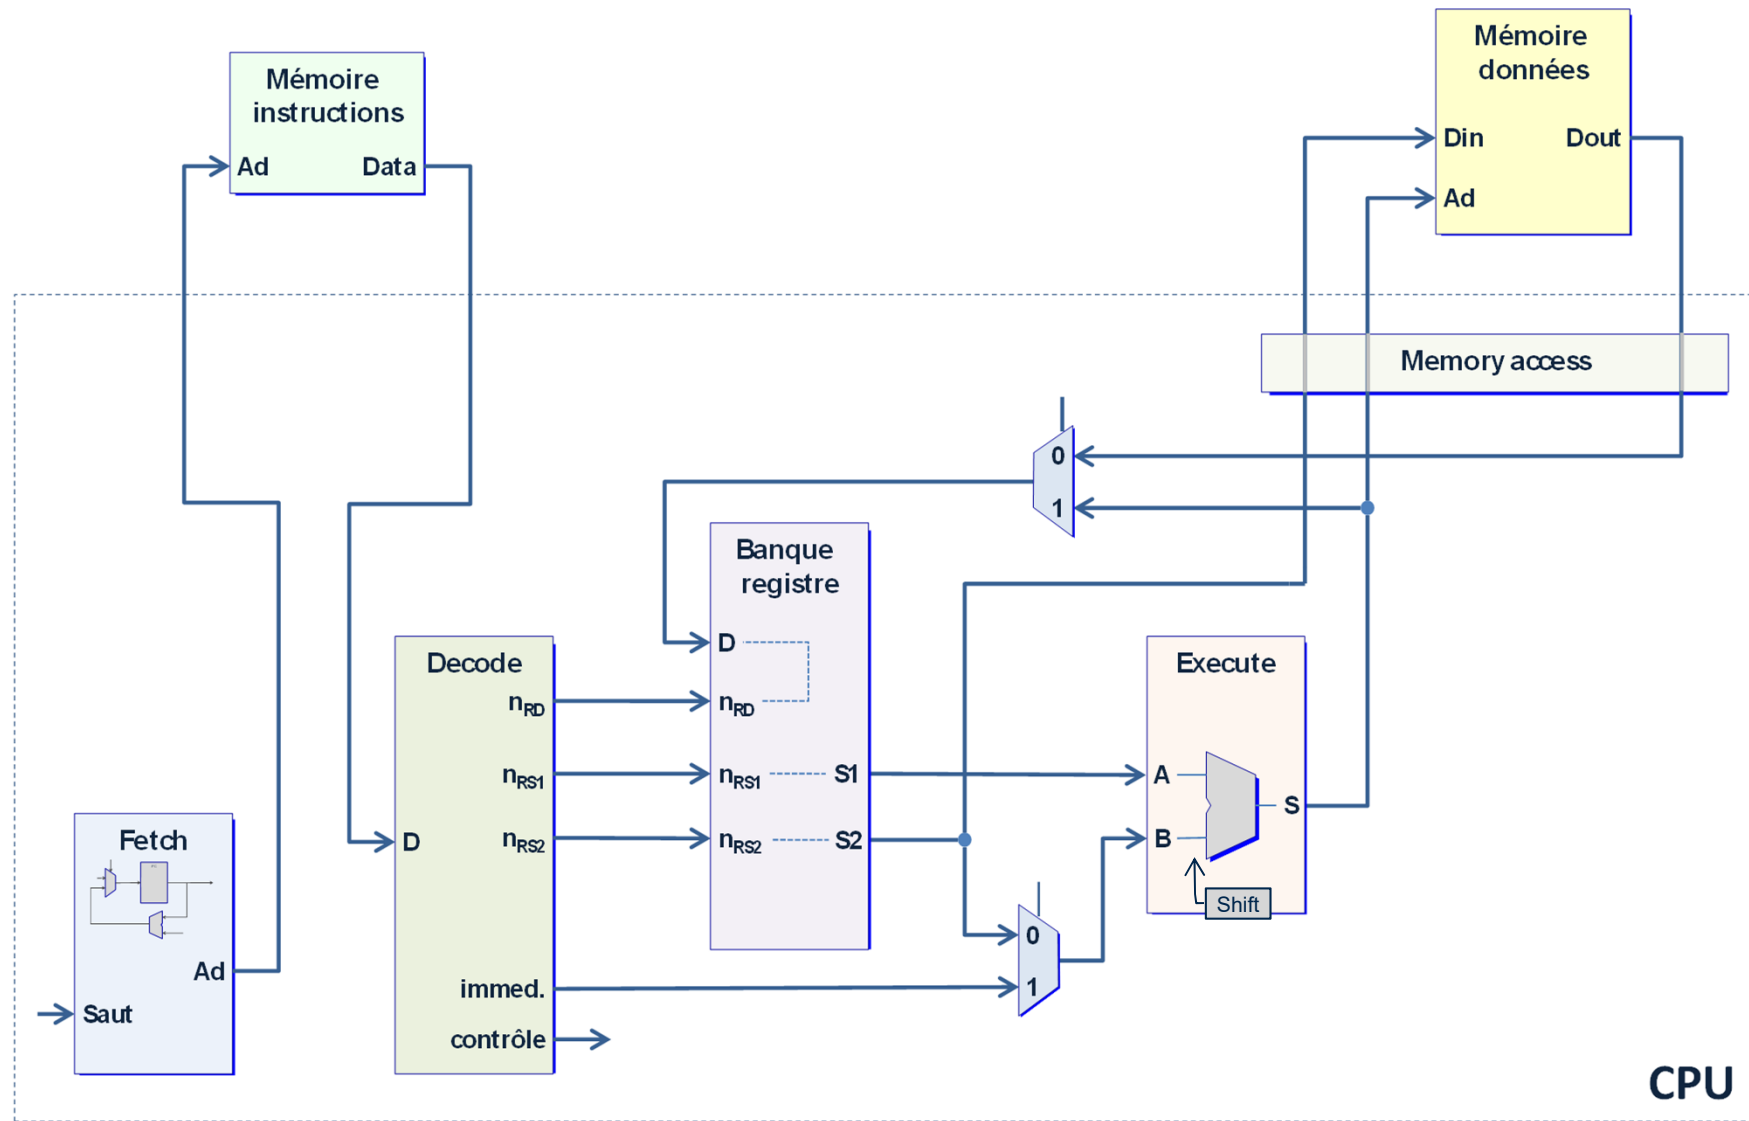 Mémoire
instructions
Ad
Data
Mémoire
données
Din
Dout
Ad
Memory access
0
1
Banque
registre
D
nRD
nRS1
S1
nRS2
S2
Decode
nRD
nRS1
D
nRS2
immed.
contrôle
Execute
A
B
S
Shift
0
1
Fetch
Ad
Saut
CPU